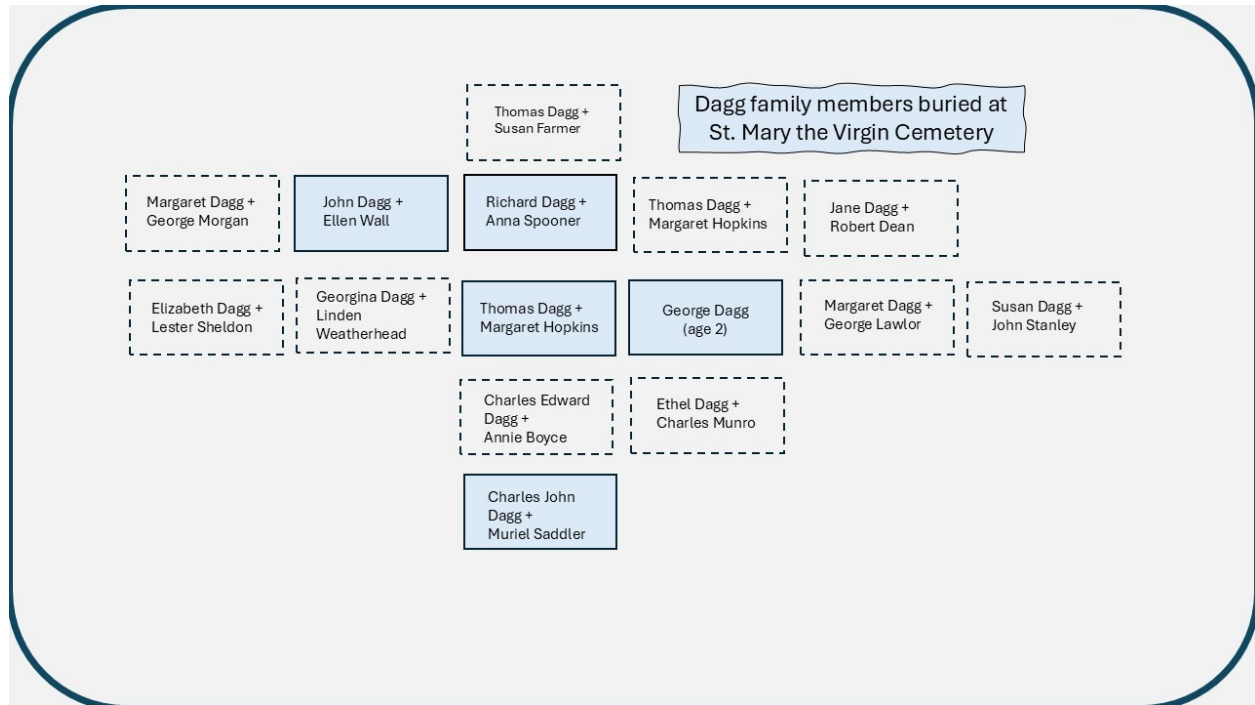 Thomas Dagg +
Susan Farmer
Dagg family members buried at
St. Mary the Virgin Cemetery
Margaret Dagg +
George Morgan
John Dagg +
Ellen Wall
Richard Dagg +
Anna Spooner
Thomas Dagg +
Margaret Hopkins
Jane Dagg +
Robert Dean
Elizabeth Dagg +
Lester Sheldon
Georgina Dagg +
Linden
Weatherhead
Thomas Dagg +
Margaret Hopkins
George Dagg
(age 2)
Margaret Dagg +
George Lawlor
Susan Dagg +
John Stanley
Charles Edward
Dagg +
Annie Boyce
Ethel Dagg +
Charles Munro
Charles John
Dagg +
Muriel Saddler